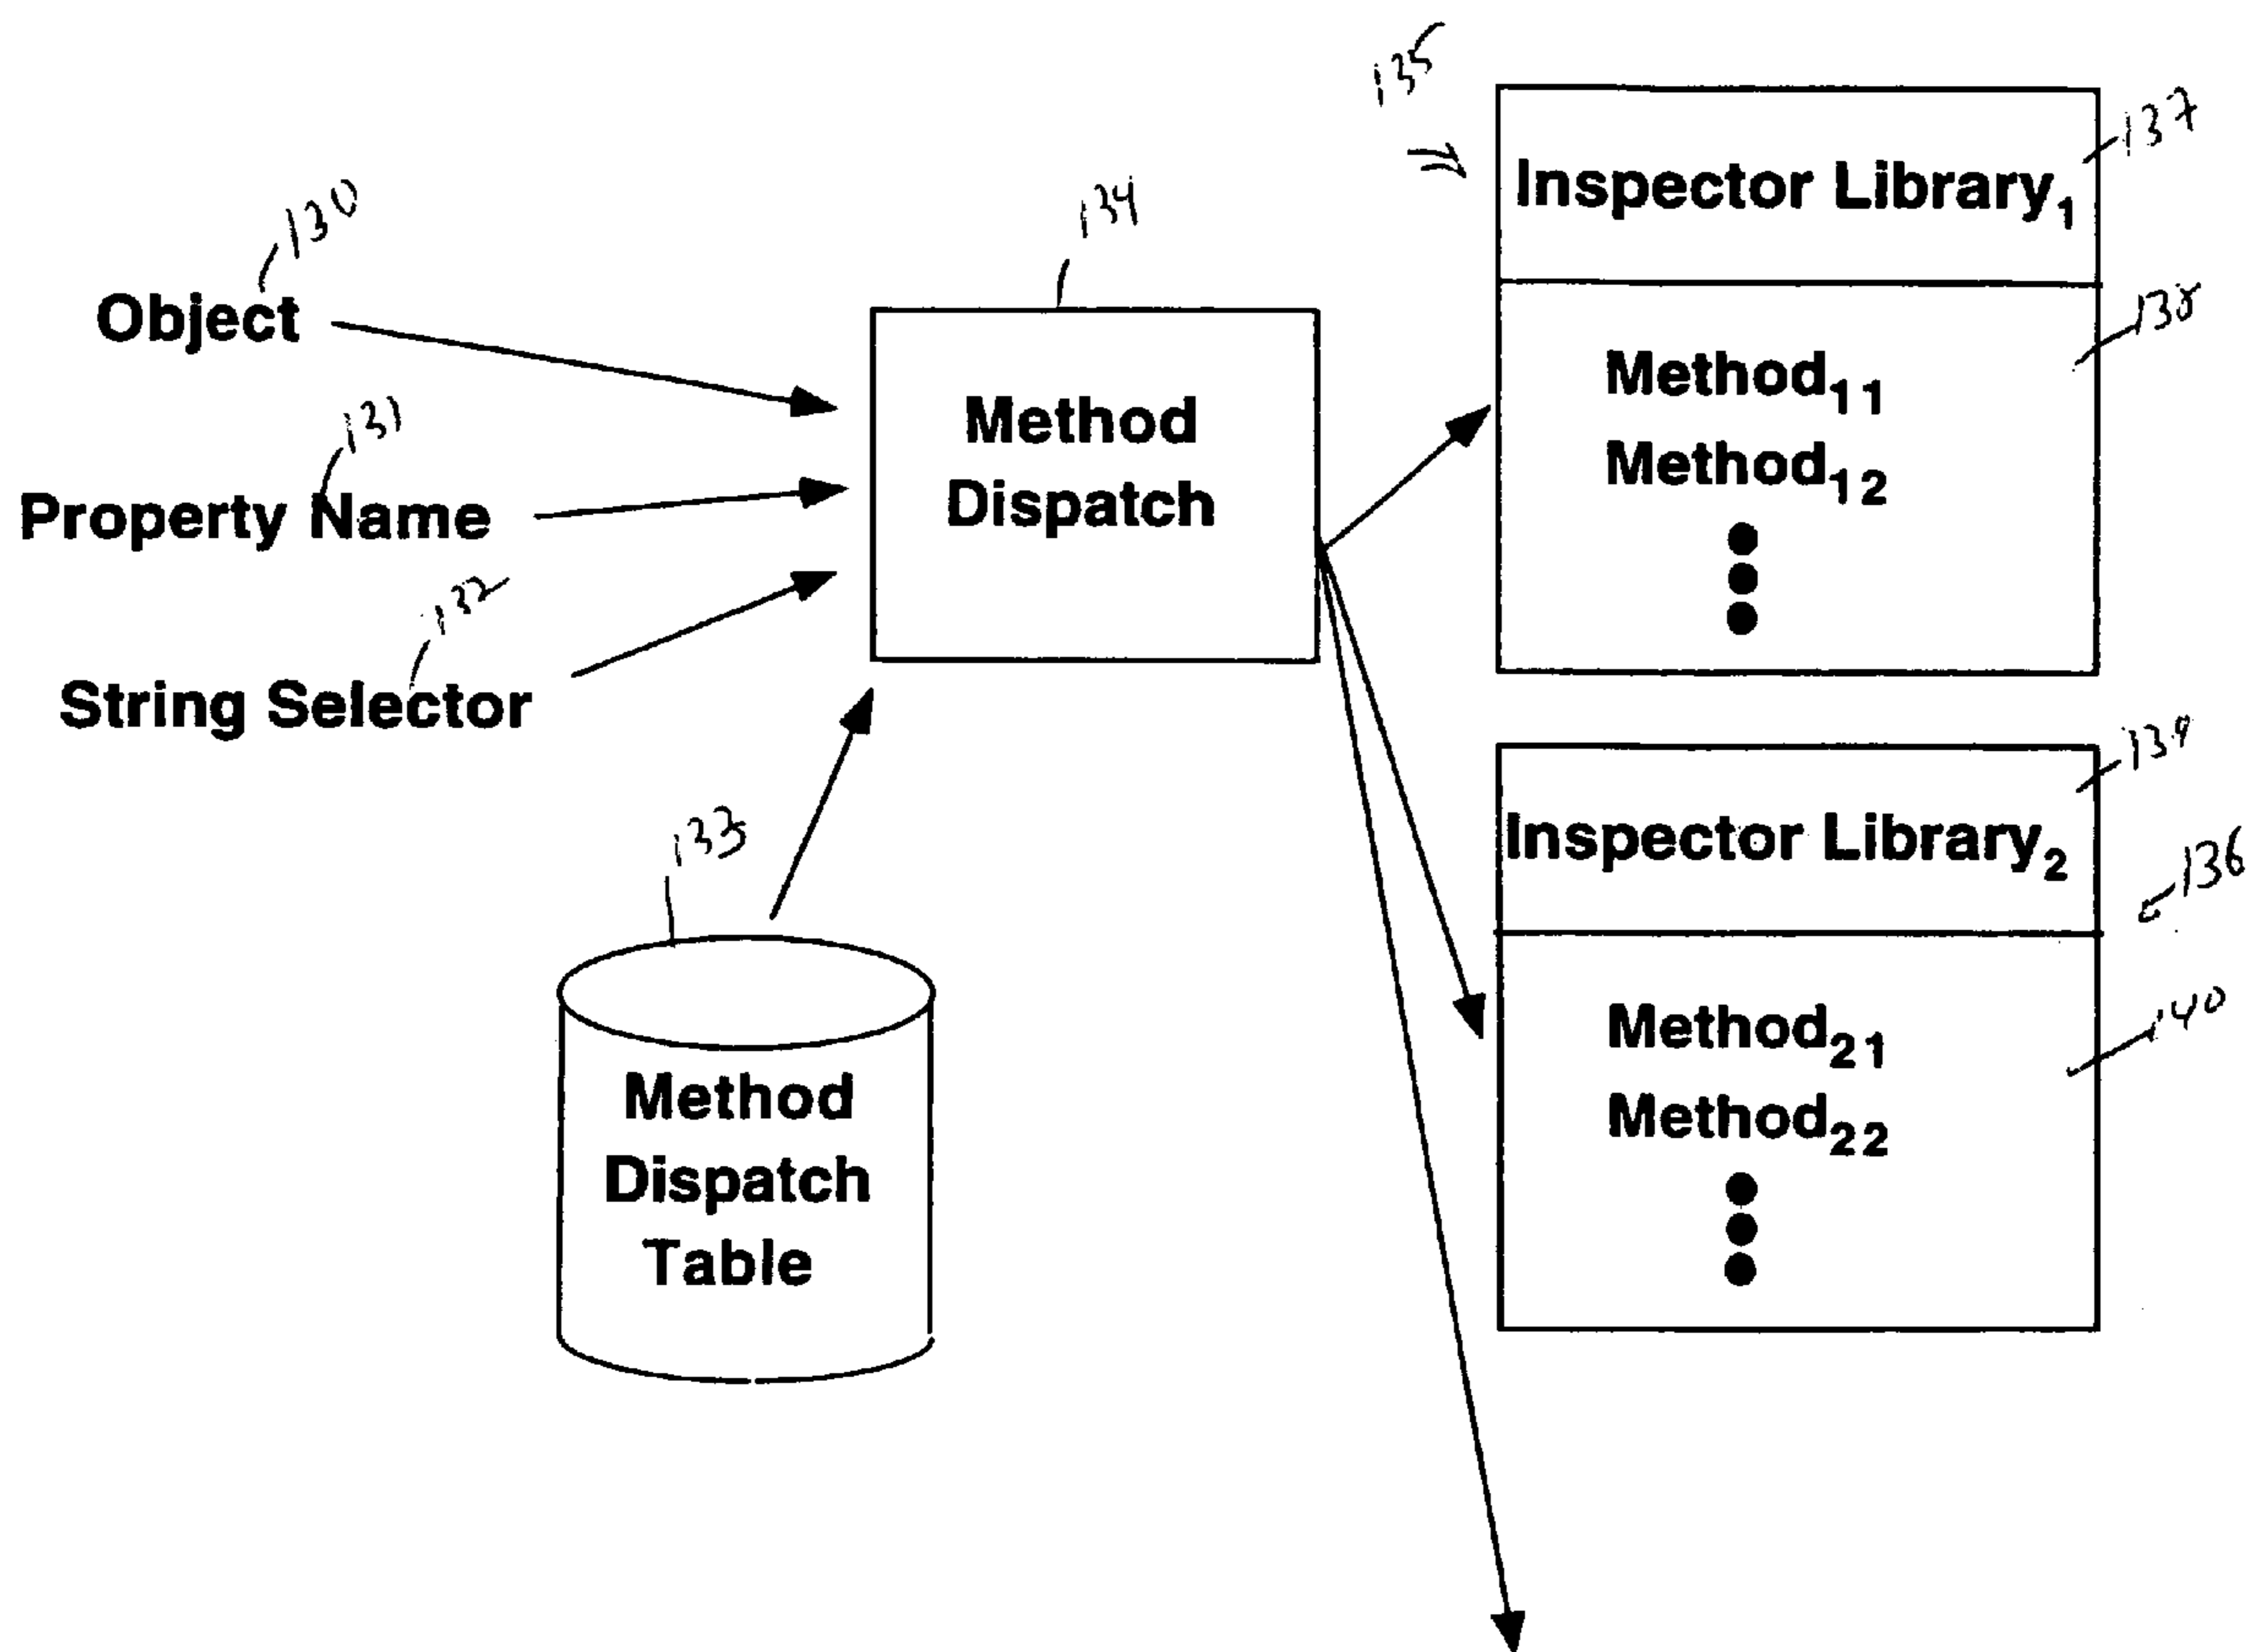 135
137
Inspector Library₁
130
134
138
Object
Method₁₁
131
Method
Method₁₂
Dispatch
Property Name
132
String Selector
139
133
Inspector Library₂
136
140
Method₂₁
Method
Method₂₂
Dispatch
Table